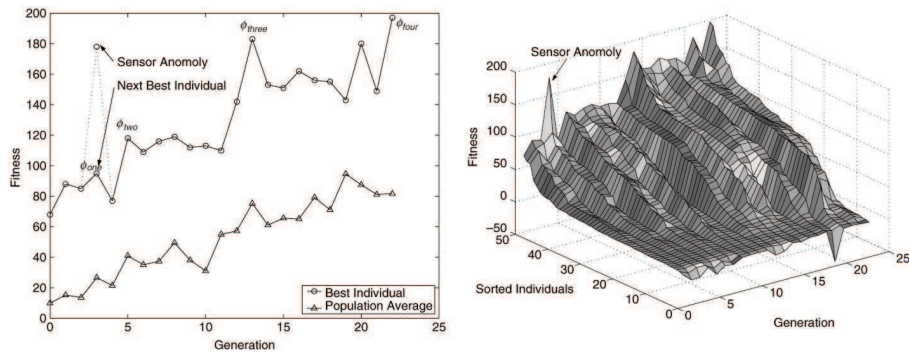 200
180
160
140
120
100
80
60
40
20
0
Fitness
ϕone
ϕtwo
ϕthree
ϕfour
Sensor Anomoly
Next Best Individual
Best Individual
Population Average
0 5 10 15 20 25
Generation
Sensor Anomoly
200
150
100
50
0
−50
Fitness
50
40
30
20
10
0
Sorted Individuals
0
5
10
15
20
25
Generation